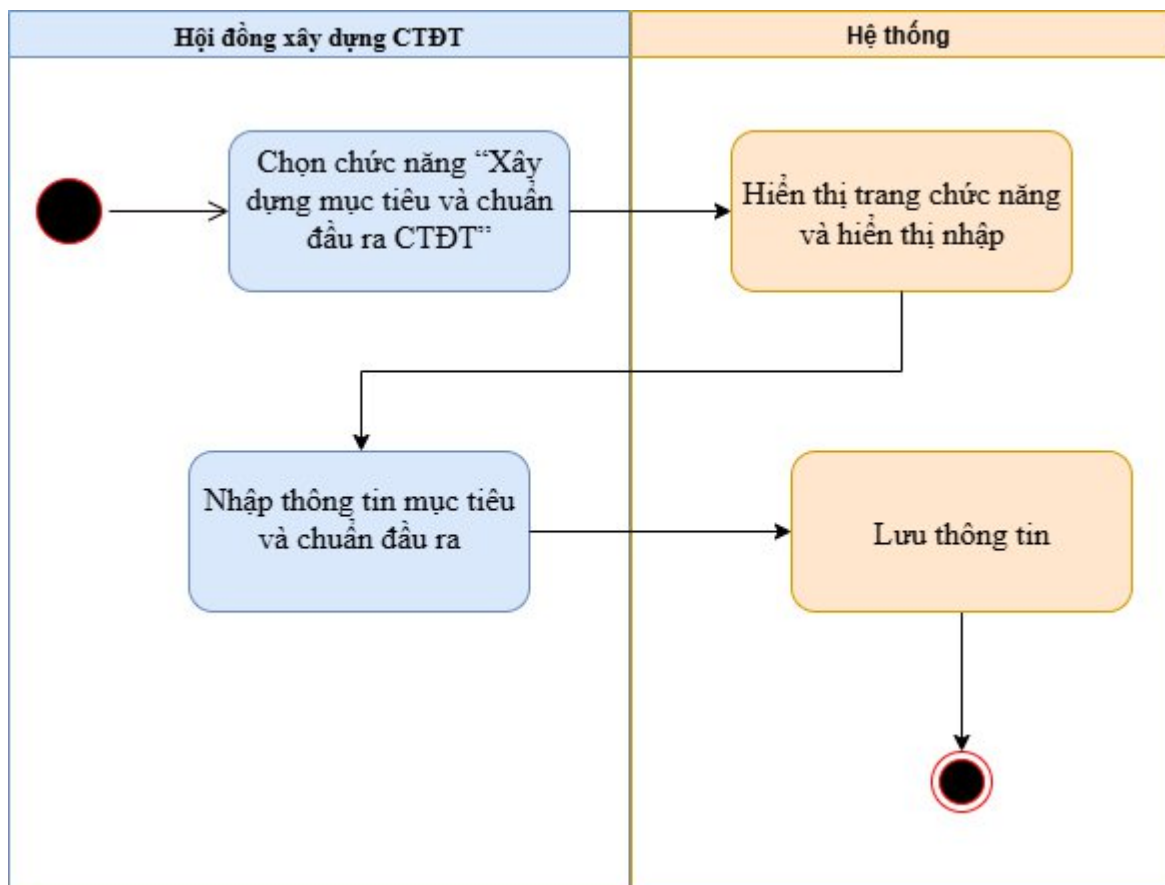 Hội đồng xây dựng CTĐT
Hệ thống
Chọn chức năng “Xây
dựng mục tiêu và chuẩn
đầu ra CTĐT”
Hiển thị trang chức năng
và hiển thị nhập
Nhập thông tin mục tiêu
và chuẩn đầu ra
Lưu thông tin